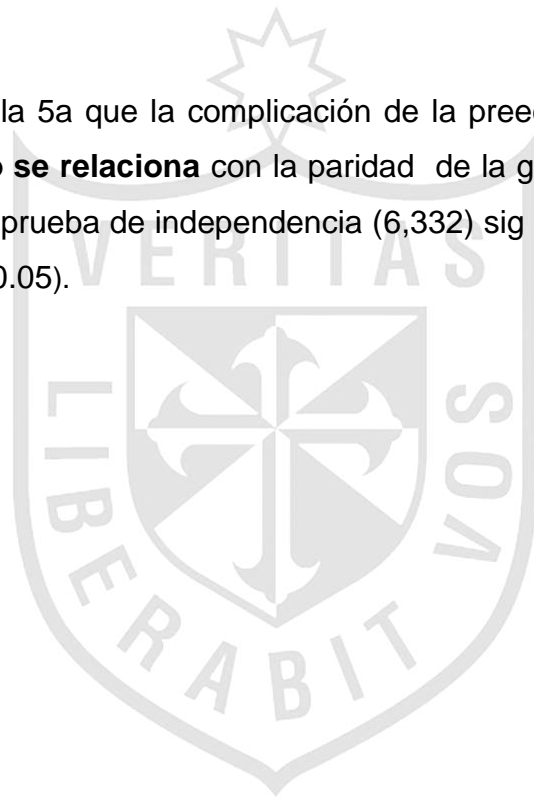 la 5a que la complicación de la preec
o se relaciona con la paridad de la g
prueba de independencia (6,332) sig
0.05).
VERITAS
LIBERABIT
VOS